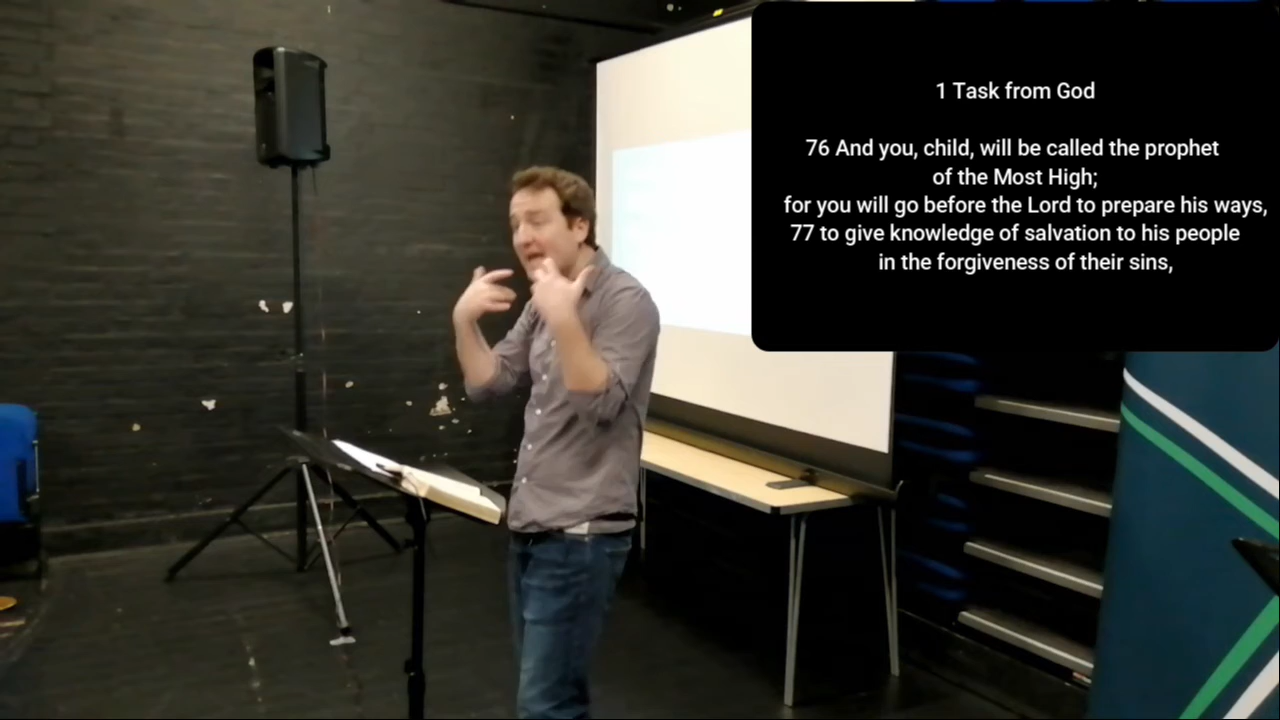 1 Task from God
76 And you, child, will be called the prophet
of the Most High;
for you will go before the Lord to prepare his ways,
77 to give knowledge of salvation to his people
in the forgiveness of their sins,